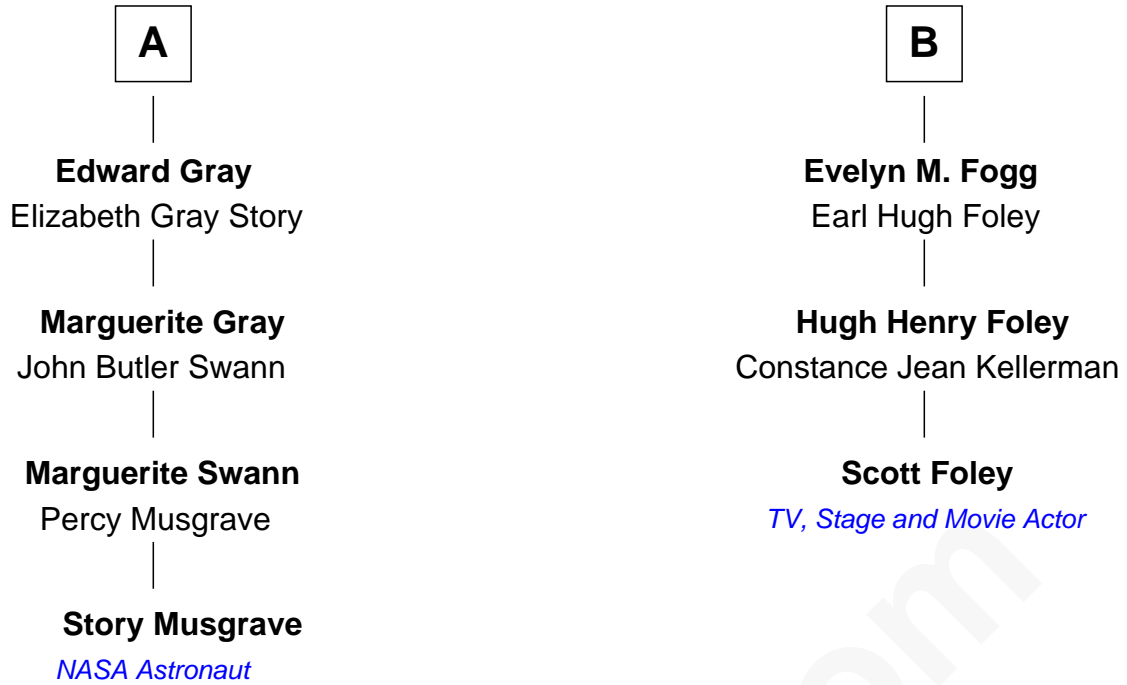 A
Edward Gray
Elizabeth Gray Story
Marguerite Gray
John Butler Swann
Marguerite Swann
Percy Musgrave
Story Musgrave
NASA Astronaut
B
Evelyn M. Fogg
Earl Hugh Foley
Hugh Henry Foley
Constance Jean Kellerman
Scott Foley
TV, Stage and Movie Actor
om